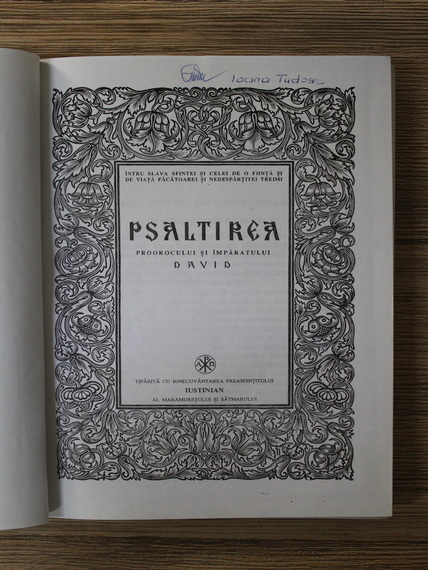 Ioana Tudose
ÎNTRU SLAVA SFINTEI ȘI CELEI DE O FIINȚĂ ȘI
DE VIAȚĂ FĂCĂTOAREI ȘI NEDESPĂRȚITEI TREIMI
PSALTIREA
PROOROCULUI ȘI ÎMPĂRATULUI
DAVID
TIPĂRITĂ CU BINECUVÂNTAREA PREASFINȚITULUI
IUSTINIAN
AL MARAMUREȘULUI ȘI SĂTMARULUI